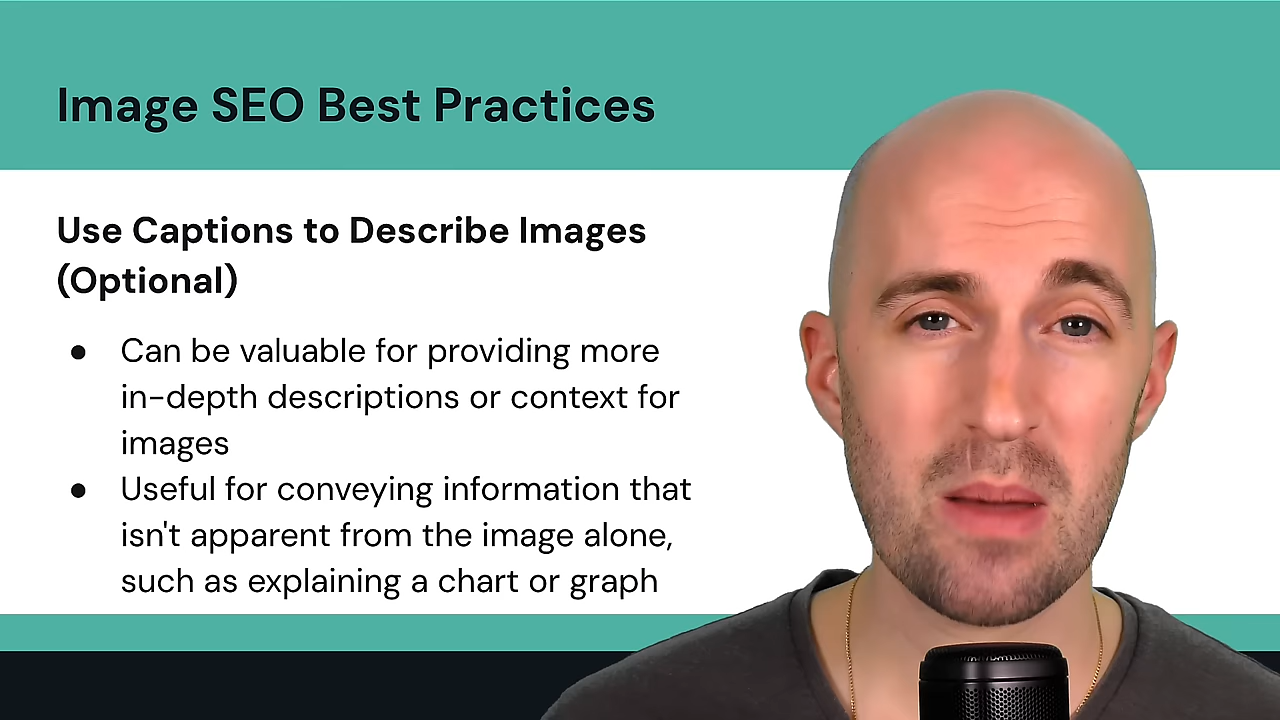 Image SEO Best Practices
Use Captions to Describe Images
(Optional)
● Can be valuable for providing more
in-depth descriptions or context for
images
● Useful for conveying information that
isn't apparent from the image alone,
such as explaining a chart or graph